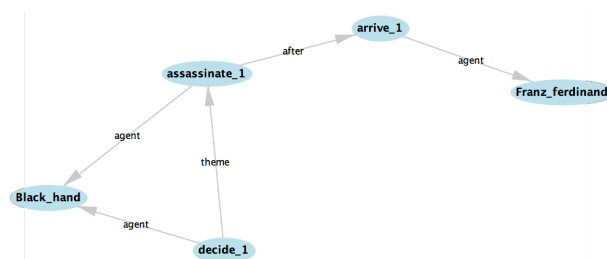 arrive_1
after
assassinate_1
agent
Franz_ferdinand
agent
theme
Black_hand
agent
decide_1